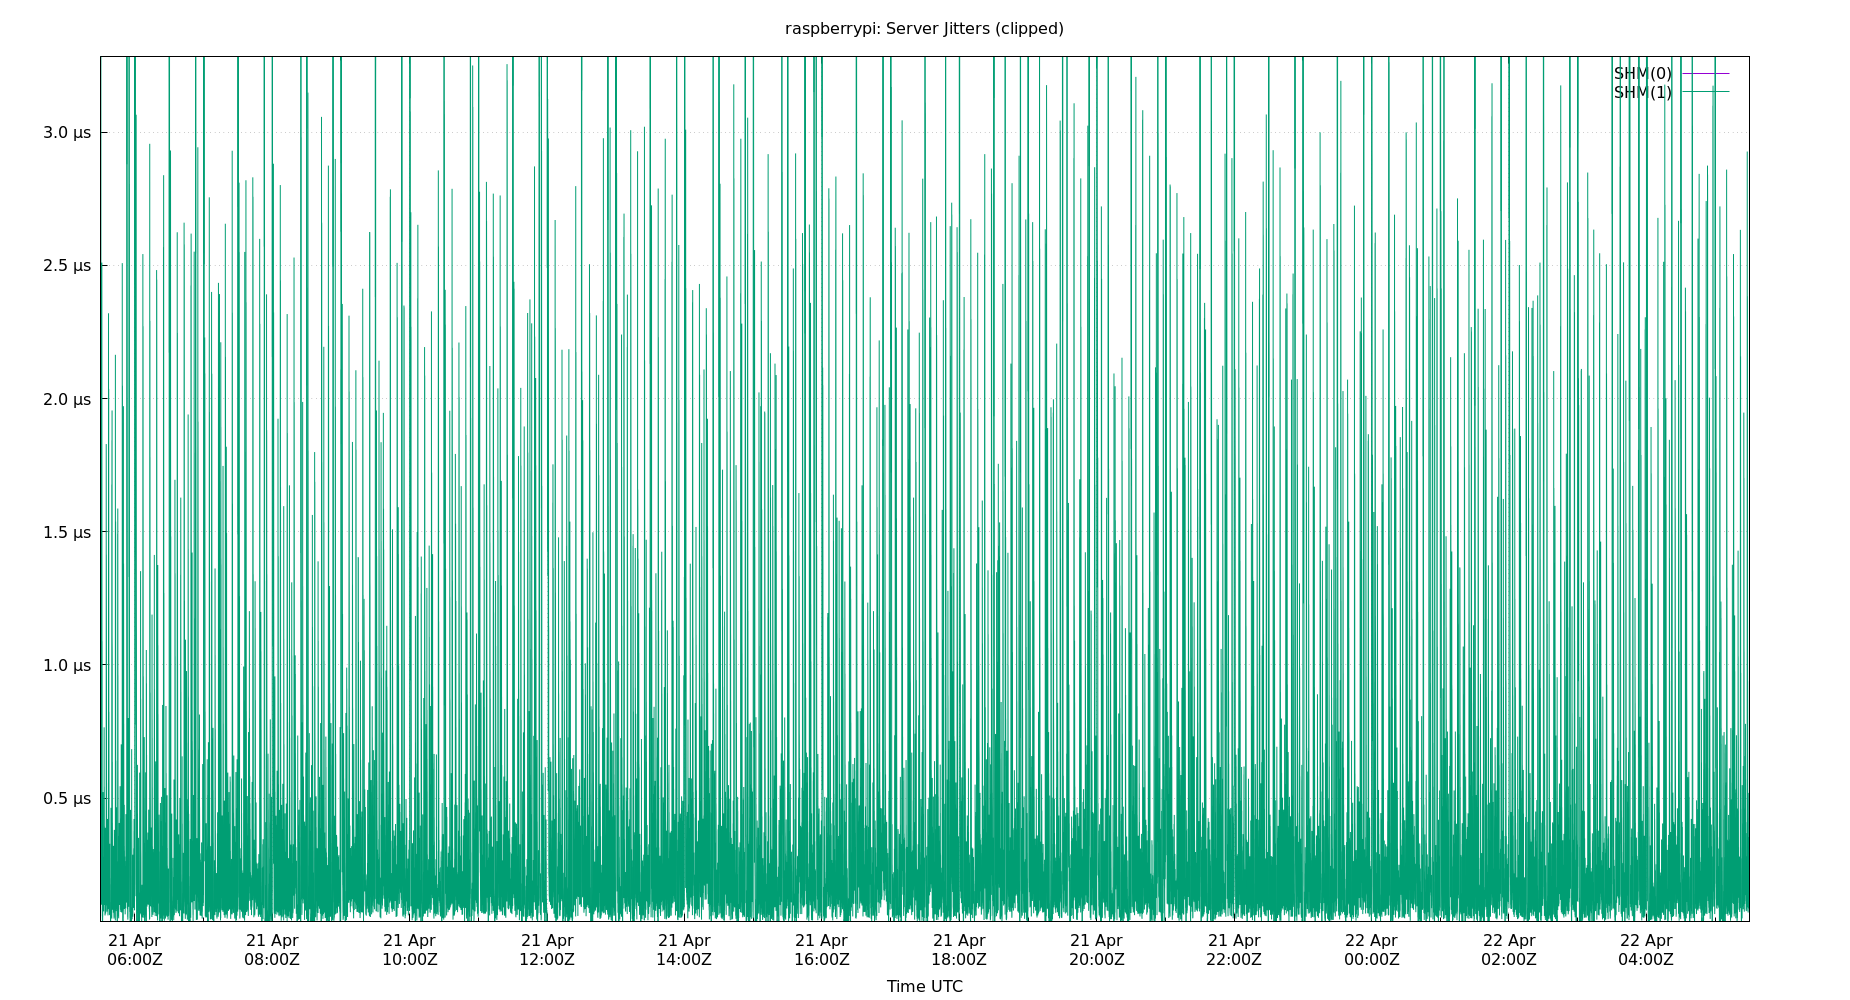 raspberrypi: Server Jitters (clipped)
SHM(0)
SHM(1)
3.0 µs
2.5 µs
2.0 µs
1.5 µs
1.0 µs
0.5 µs
21 Apr 21 Apr 21 Apr 21 Apr 21 Apr 21 Apr 21 Apr 21 Apr 21 Apr 22 Apr 22 Apr 22 Apr
06:00Z 08:00Z 10:00Z 12:00Z 14:00Z 16:00Z 18:00Z 20:00Z 22:00Z 00:00Z 02:00Z 04:00Z
Time UTC